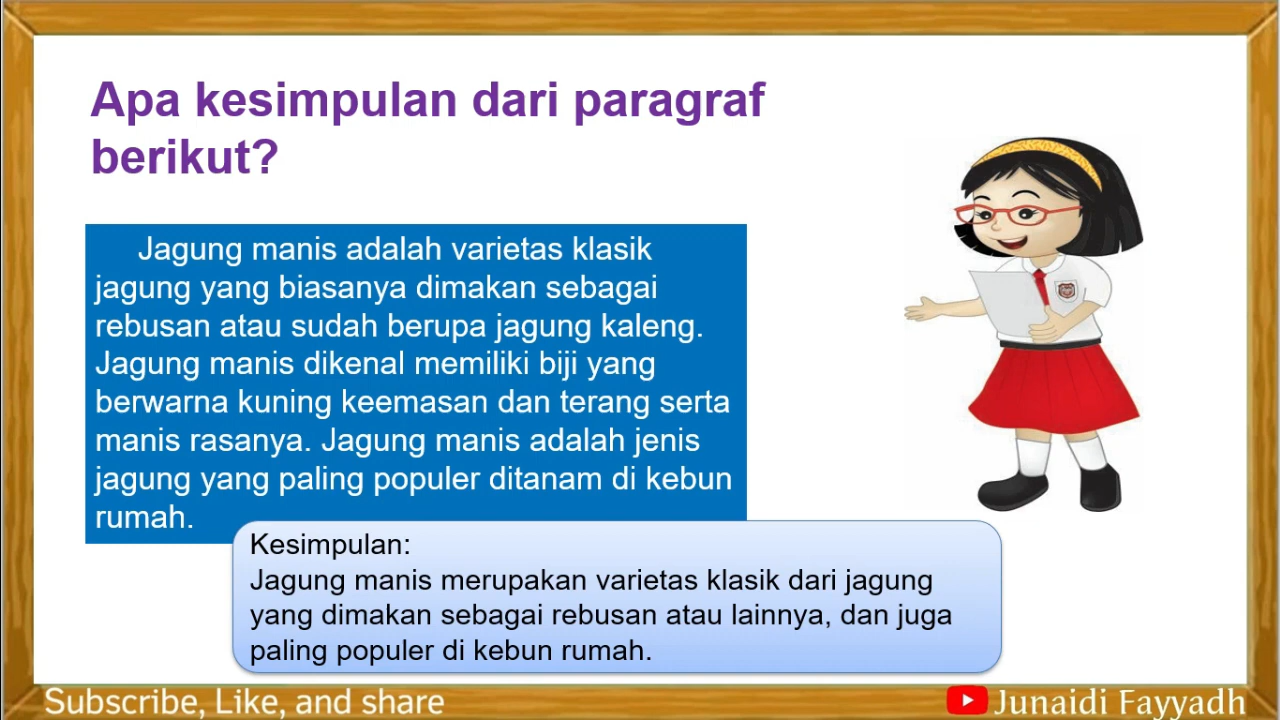 Apa kesimpulan dari paragraf
berikut?
Jagung manis adalah varietas klasik
jagung yang biasanya dimakan sebagai
rebusan atau sudah berupa jagung kaleng.
Jagung manis dikenal memiliki biji yang
berwarna kuning keemasan dan terang serta
manis rasanya. Jagung manis adalah jenis
jagung yang paling populer ditanam di kebun
rumah.
Kesimpulan:
Jagung manis merupakan varietas klasik dari jagung
yang dimakan sebagai rebusan atau lainnya, dan juga
paling populer di kebun rumah.
Subscribe, Like, and share
Junaidi Fayyadh